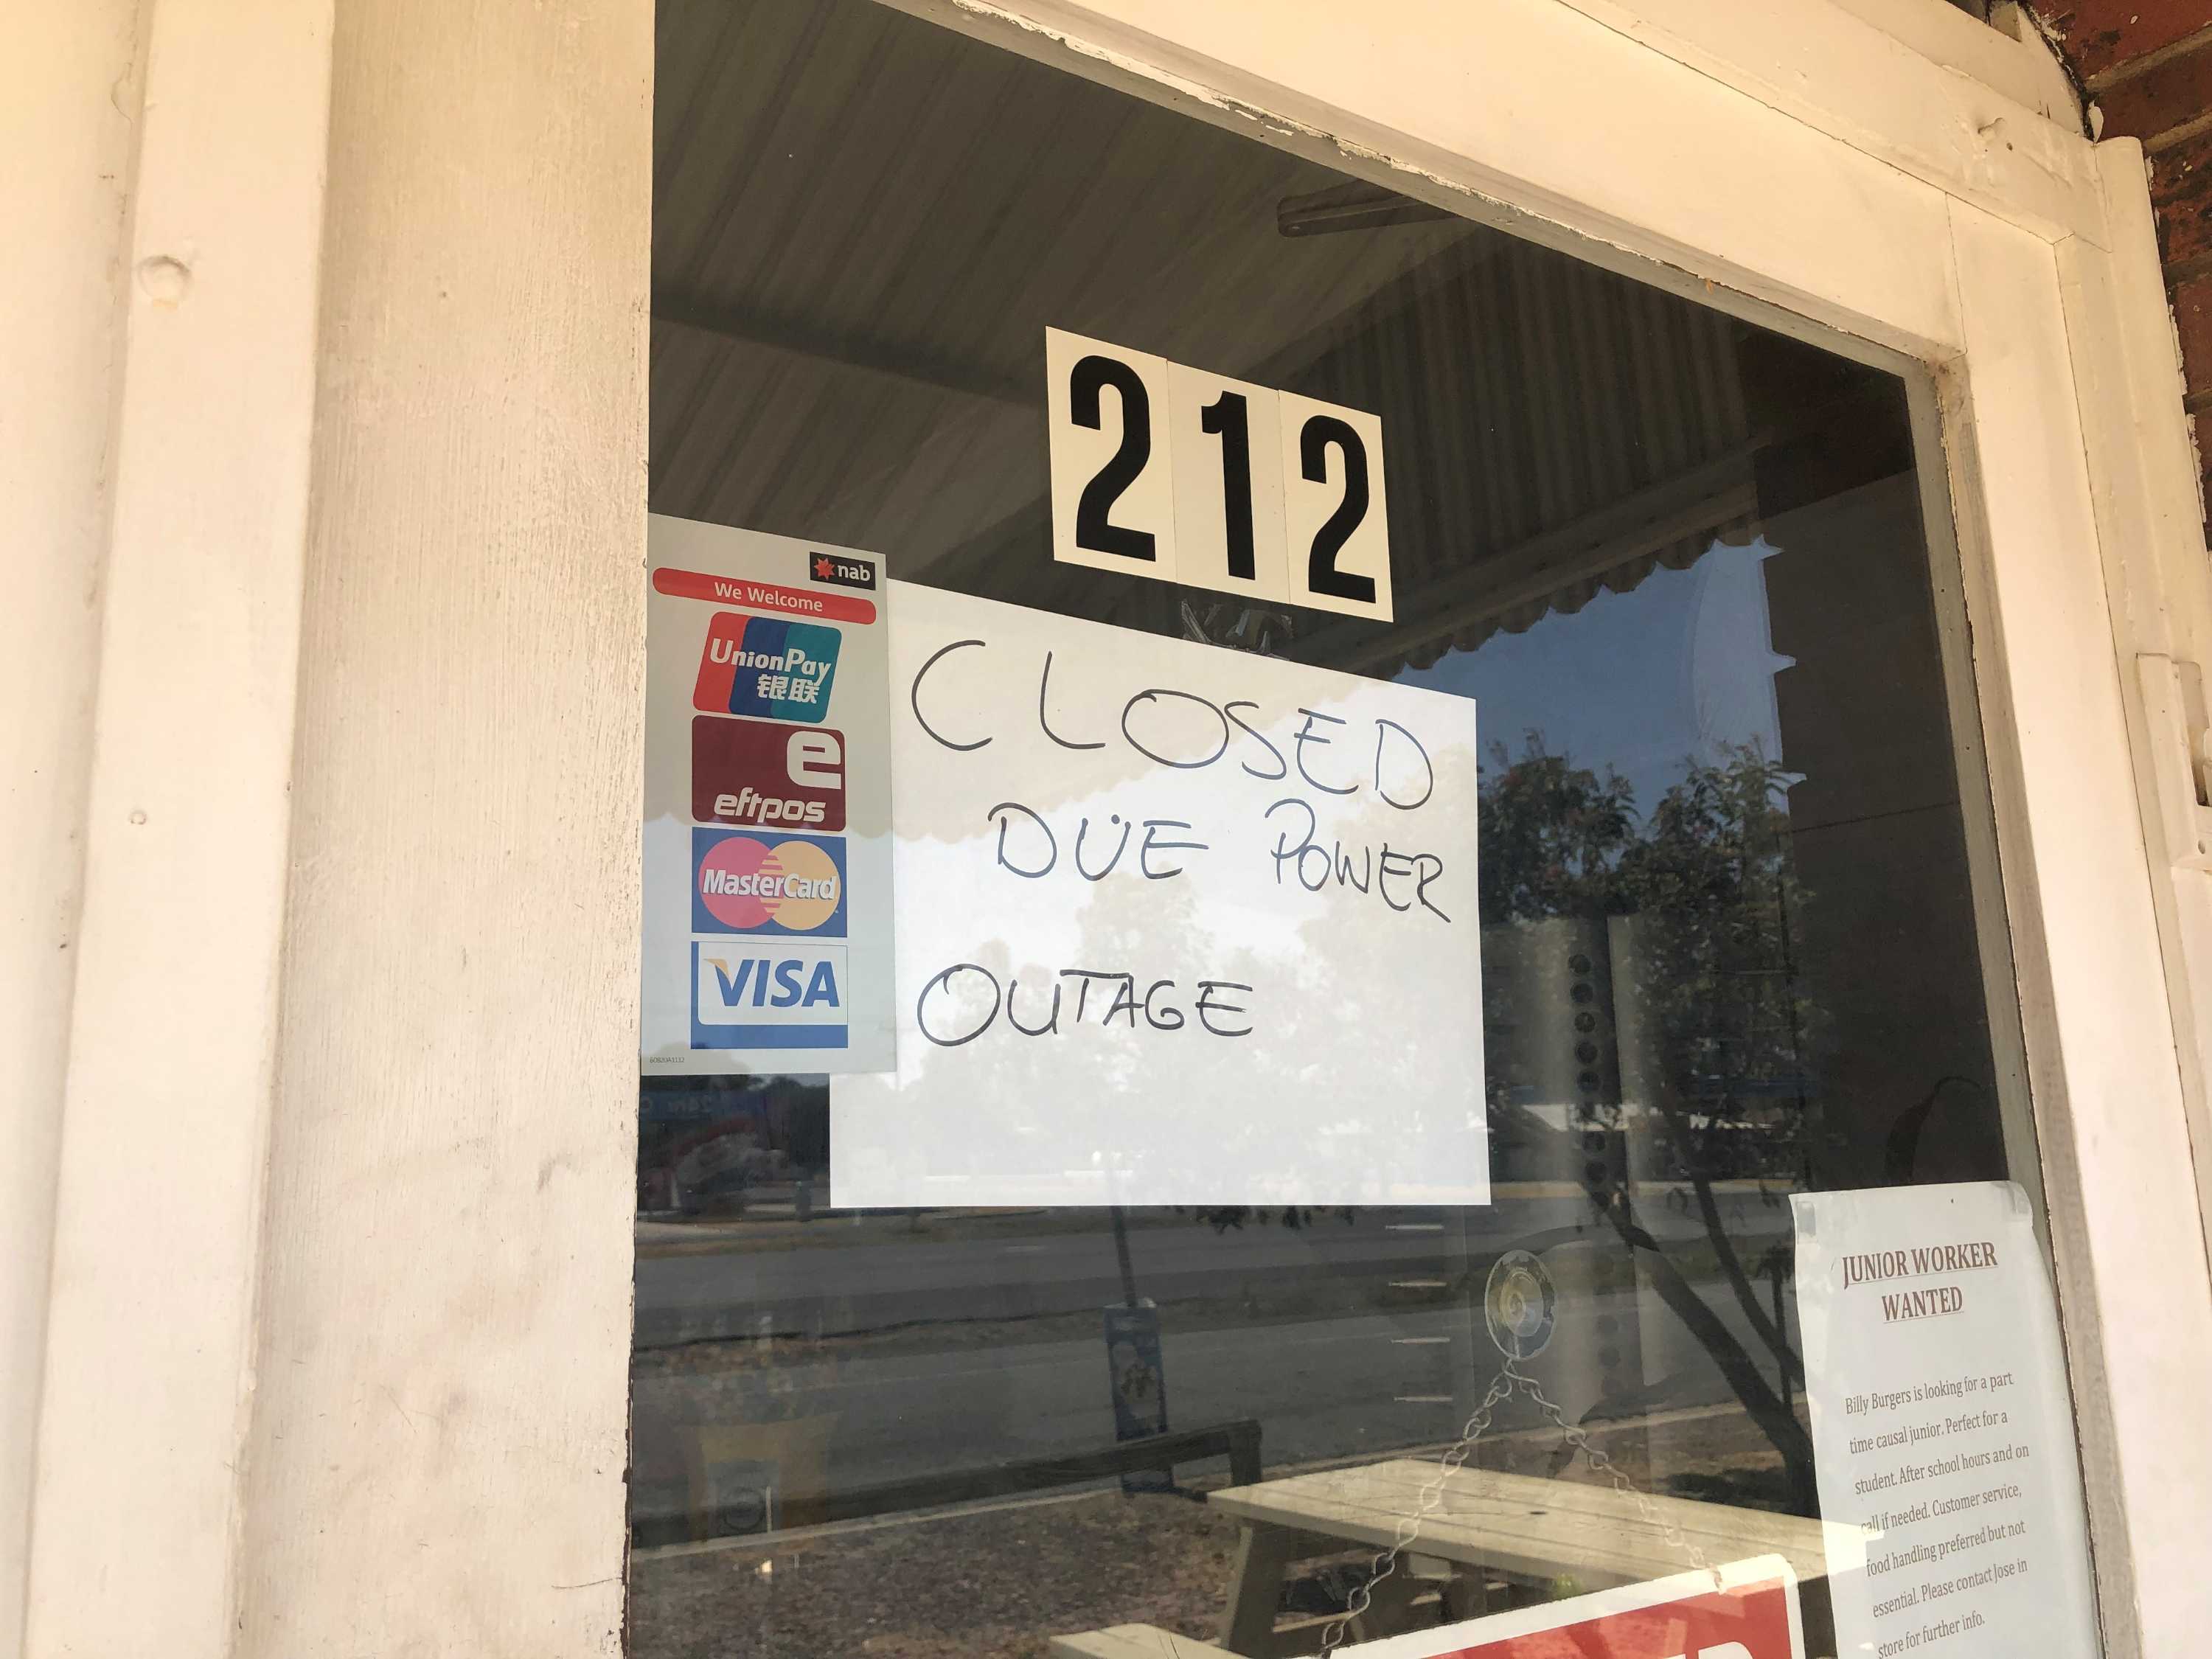 212
nab
We Welcome
UnionPay
银联
e
eftpos
MasterCard
VISA
CLOSED
DUE POWER
OUTAGE
JUNIOR WORKER
WANTED
Billy Burgers is looking for a part
time causal junior. Perfect for a
student. After school hours and on
call if needed. Customer service,
food handling preferred but not
essential. Please contact Jose in
store for further info.